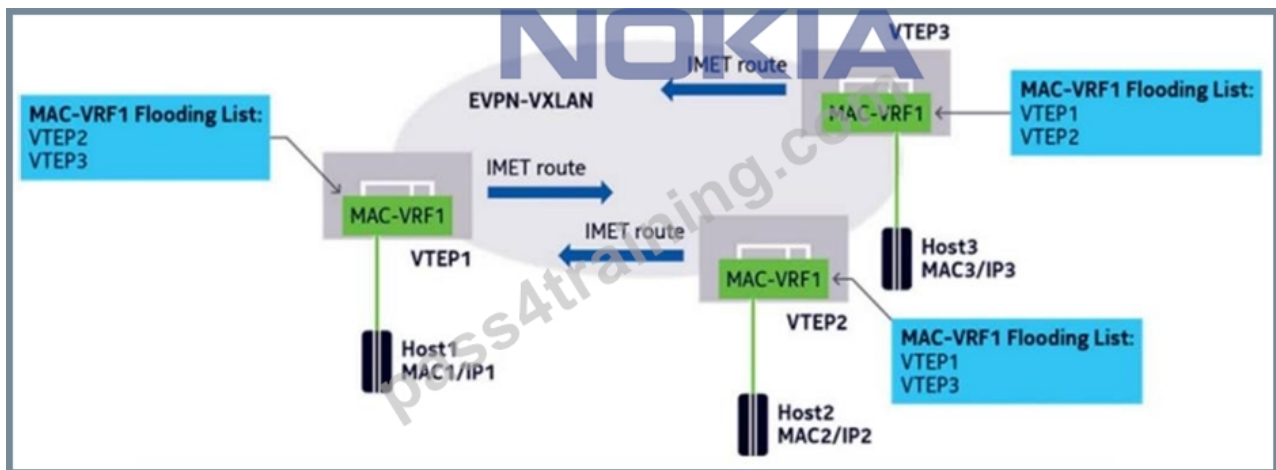 NOKIA
VTEP3
IMET route
EVPN-VXLAN
MAC-VRF1
MAC-VRF1 Flooding List:
VTEP1
VTEP2
MAC-VRF1 Flooding List:
VTEP2
VTEP3
IMET route
MAC-VRF1
VTEP1
IMET route
MAC-VRF1
VTEP2
Host3
MAC3/IP3
MAC-VRF1 Flooding List:
VTEP1
VTEP3
Host1
MAC1/IP1
Host2
MAC2/IP2
pass4training.com